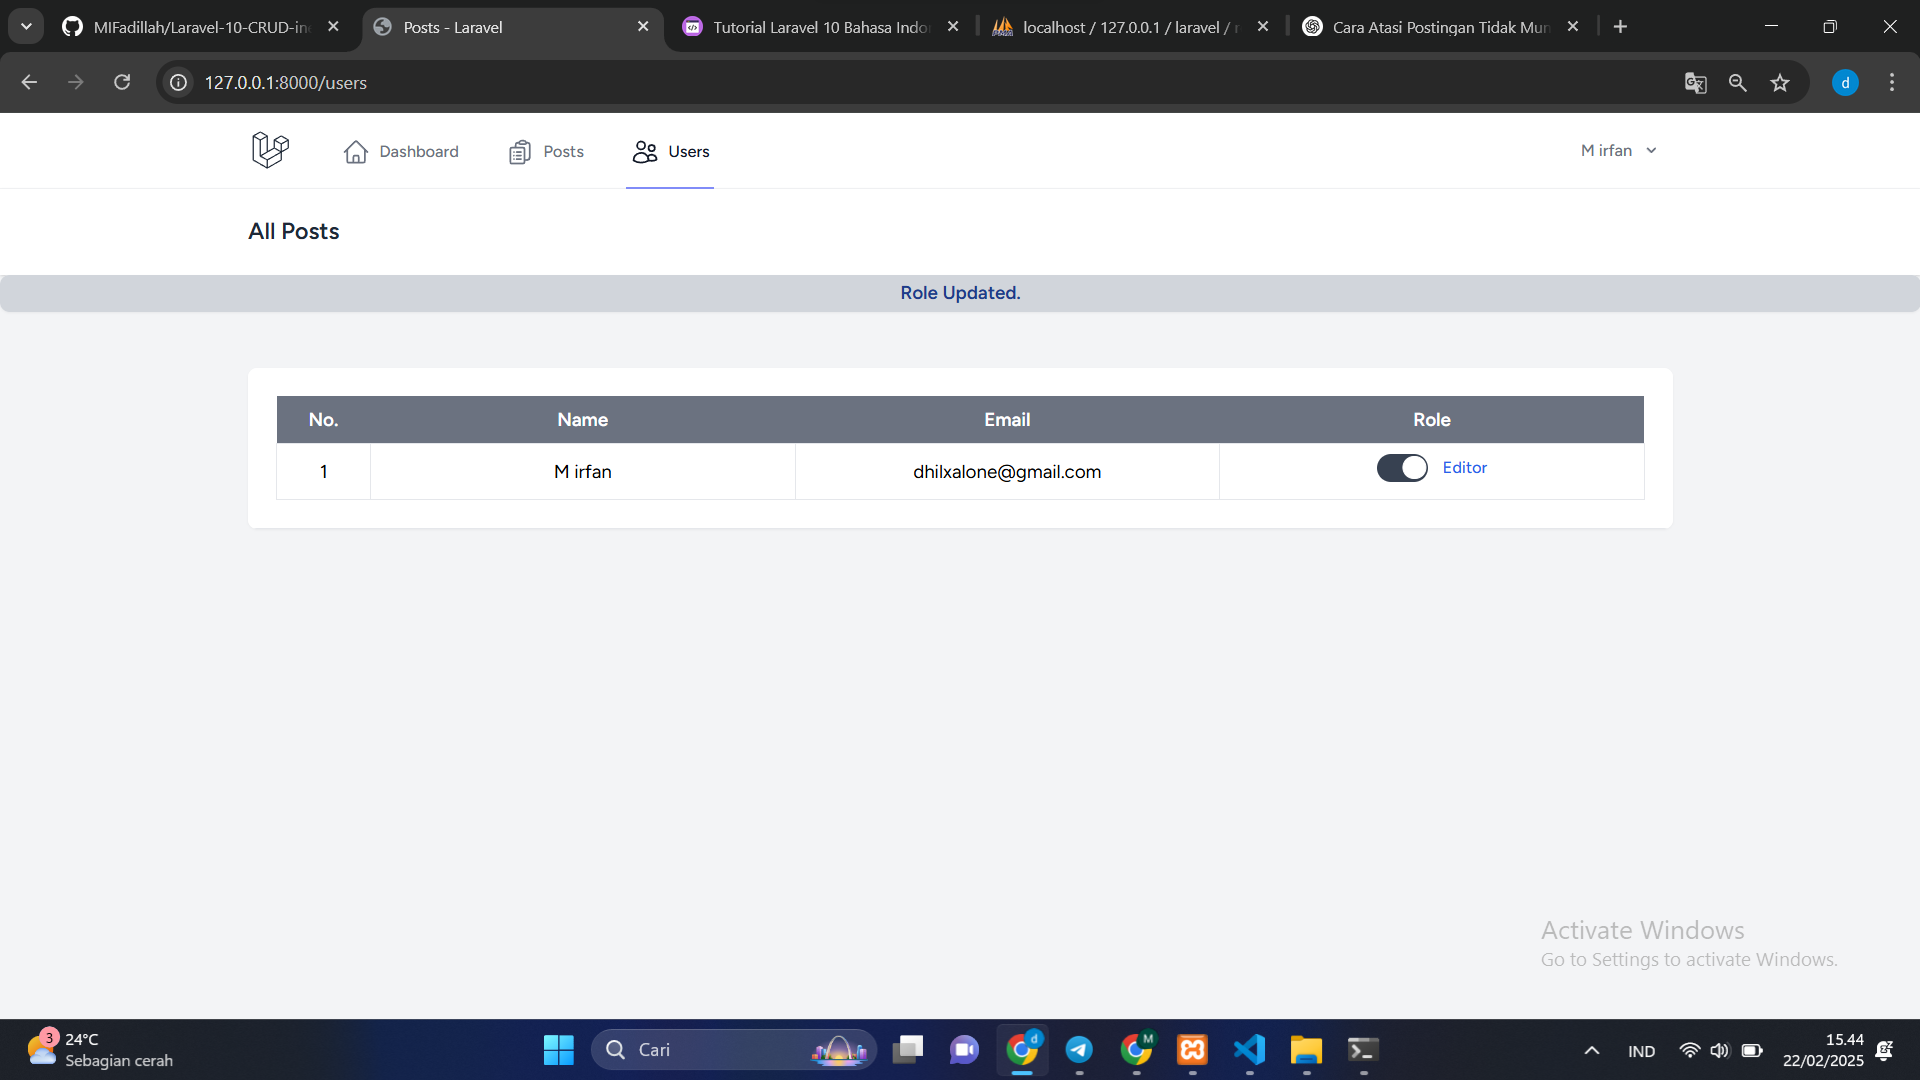 MIFadillah/Laravel-10-CRUD-in
Posts - Laravel
Tutorial Laravel 10 Bahasa Indo
localhost / 127.0.0.1 / laravel /
Cara Atasi Postingan Tidak Mun
127.0.0.1:8000/users
d
Dashboard
Posts
Users
M irfan
All Posts
Role Updated.
No. Name Email Role
1 M irfan dhilxalone@gmail.com Editor
Activate Windows
Go to Settings to activate Windows.
3
24°C
Sebagian cerah
Cari
d
M
IND
15.44
22/02/2025